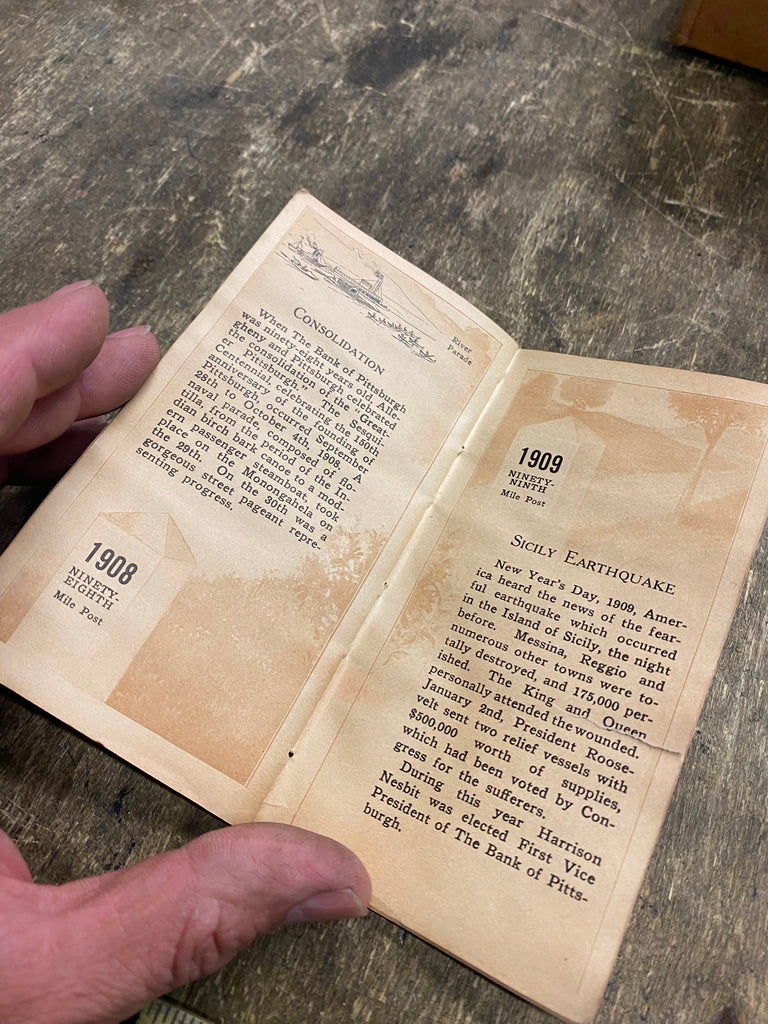 River
Parade
CONSOLIDATION
When The Bank of Pittsburgh
was ninety-eight years old, Alle-
gheny and Pittsburgh celebrated
the consolidation of the "Great-
er Pittsburgh." The Sesqui-
Centennial, celebrating the 150th
anniversary of the founding of
Pittsburgh, occurred September
28th to October 4th, 1908. A
naval parade, composed of flo-
tilla, from the period of the In-
dian birch bark canoe to a mod-
ern passenger steamboat, took
place on the Monongahela on
the 29th. On the 30th was a
gorgeous street pageant repre-
senting progress.
1908
NINETY-
EIGHTH
Mile Post
1909
NINETY-
NINTH
Mile Post
SICILY EARTHQUAKE
New Year's Day, 1909, Amer-
ica heard the news of the fear-
ful earthquake which occurred
in the Island of Sicily, the night
before. Messina, Reggio and
numerous other towns were to-
tally destroyed, and 175,000 per-
ished. The King and Queen
personally attended the wounded.
January 2nd, President Roose-
velt sent two relief vessels with
$500,000 worth of supplies,
which had been voted by Con-
gress for the sufferers.
During this year Harrison
Nesbit was elected First Vice
President of The Bank of Pitts-
burgh.